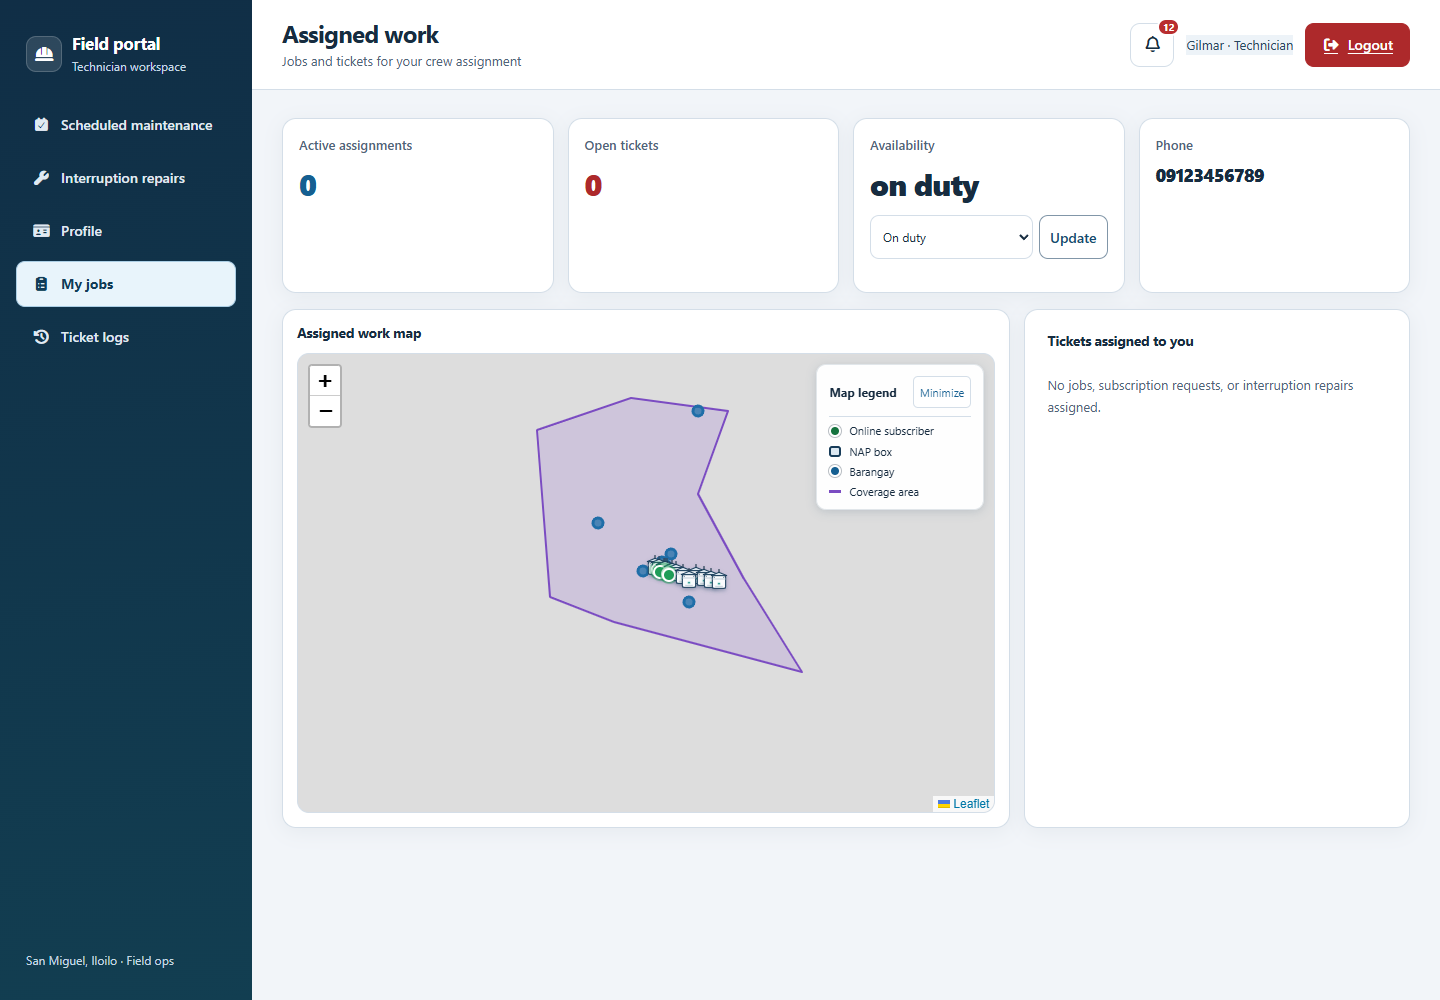 Field portal
Technician workspace
Scheduled maintenance
Interruption repairs
Profile
My jobs
Ticket logs
San Miguel, Iloilo · Field ops
Assigned work
Jobs and tickets for your crew assignment
12
Gilmar · Technician
Logout
Active assignments
0
Open tickets
0
Availability
on duty
On duty
Update
Phone
09123456789
Assigned work map
+
−
Map legend
Minimize
Online subscriber
NAP box
Barangay
Coverage area
Leaflet
Tickets assigned to you
No jobs, subscription requests, or interruption repairs
assigned.